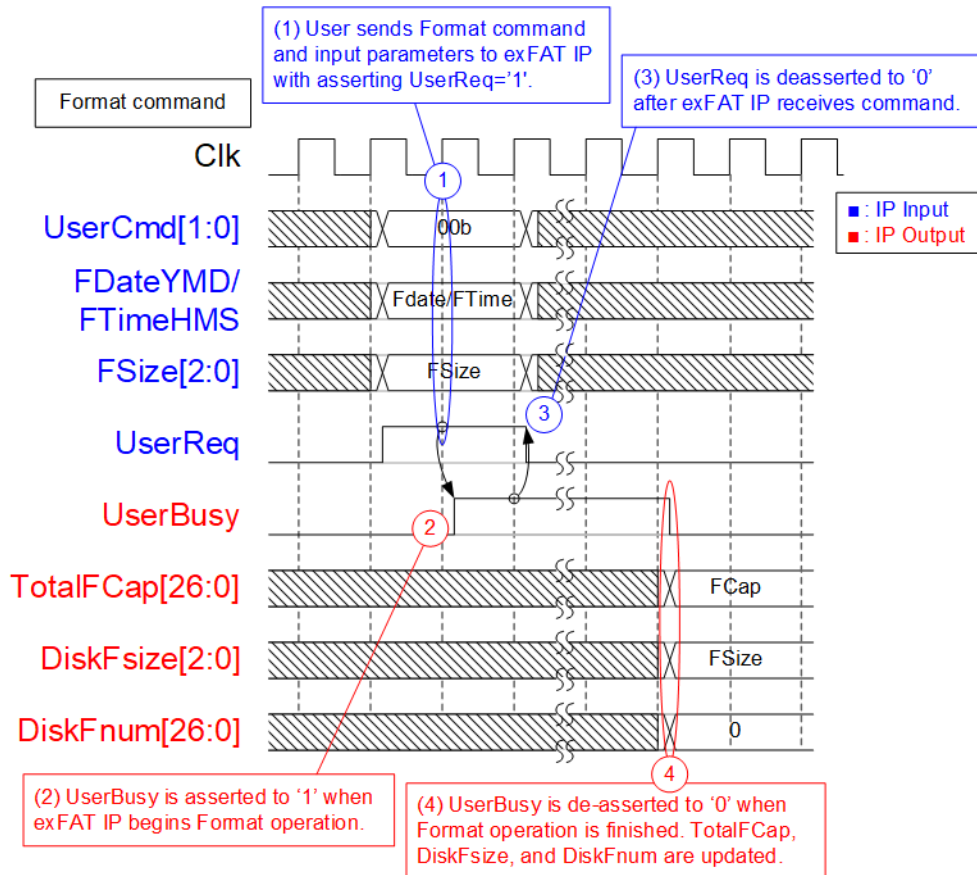 (1) User sends Format command
and input parameters to exFAT IP
with asserting UserReq='1'.
(3) UserReq is deasserted to ‘0’
after exFAT IP receives command.
Format command
Clk
1
■ : IP Input
■ : IP Output
UserCmd[1:0]
00b
FDateYMD/
FTimeHMS
Fdate/FTime
FSize[2:0]
FSize
3
UserReq
UserBusy
2
TotalFCap[26:0]
FCap
DiskFsize[2:0]
FSize
DiskFnum[26:0]
0
4
(2) UserBusy is asserted to ‘1’ when
exFAT IP begins Format operation.
(4) UserBusy is de-asserted to ‘0’ when
Format operation is finished. TotalFCap,
DiskFsize, and DiskFnum are updated.